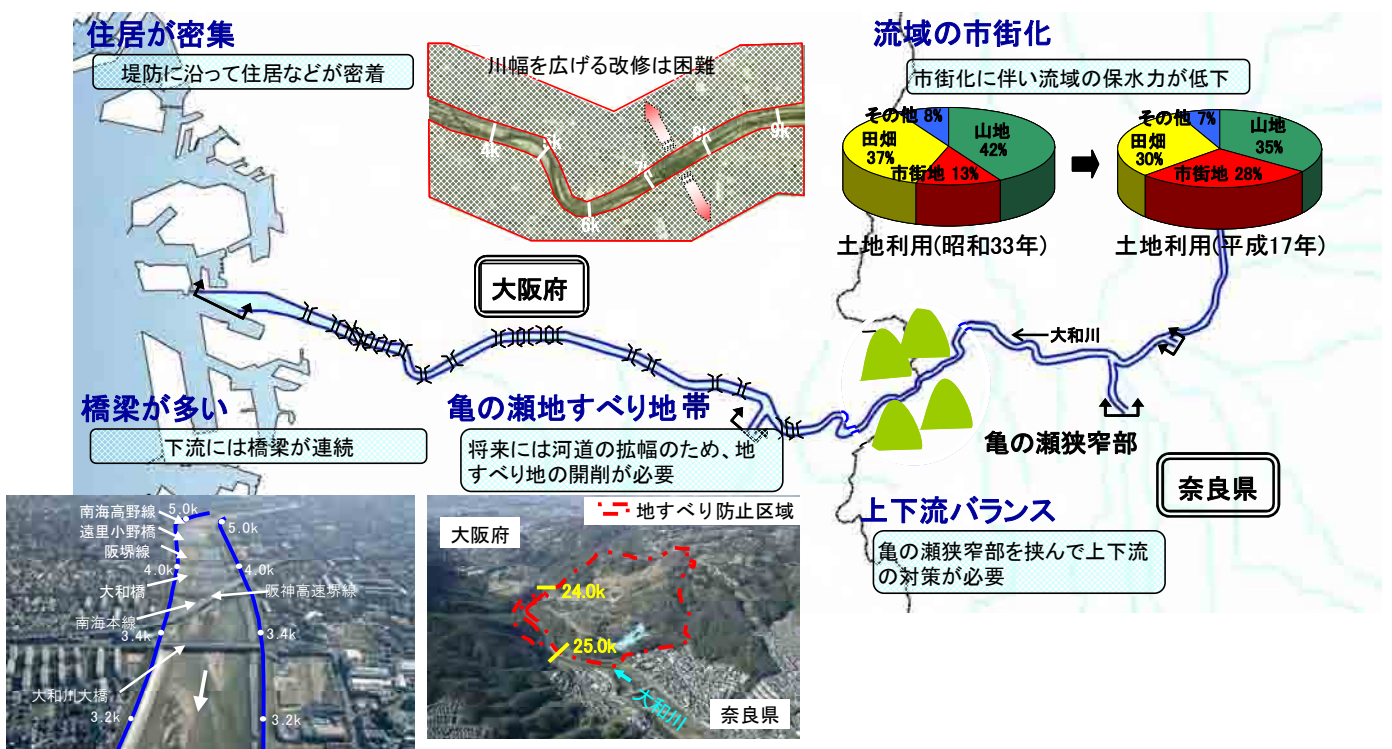 住居が密集
堤防に沿って住居などが密着
川幅を広げる改修は困難
4k
6k
7k
8k
9k
流域の市街化
市街化に伴い流域の保水力が低下
その他 8%
山地
42%
田畑
37%
市街地 13%
土地利用(昭和33年)
その他 7%
山地
35%
田畑
30%
市街地 28%
土地利用(平成17年)
大阪府
←大和川
橋梁が多い
下流には橋梁が連続
亀の瀬地すべり地帯
将来には河道の拡幅のため、地
すべり地の開削が必要
亀の瀬狭窄部
奈良県
上下流バランス
亀の瀬狭窄部を挟んで上下流
の対策が必要
南海高野線
5.0k
5.0k
遠里小野橋
阪堺線
4.0k
4.0k
大和橋
阪神高速堺線
南海本線
3.4k
3.4k
大和川大橋
3.2k
3.2k
地すべり防止区域
大阪府
24.0k
25.0k
大和川
奈良県